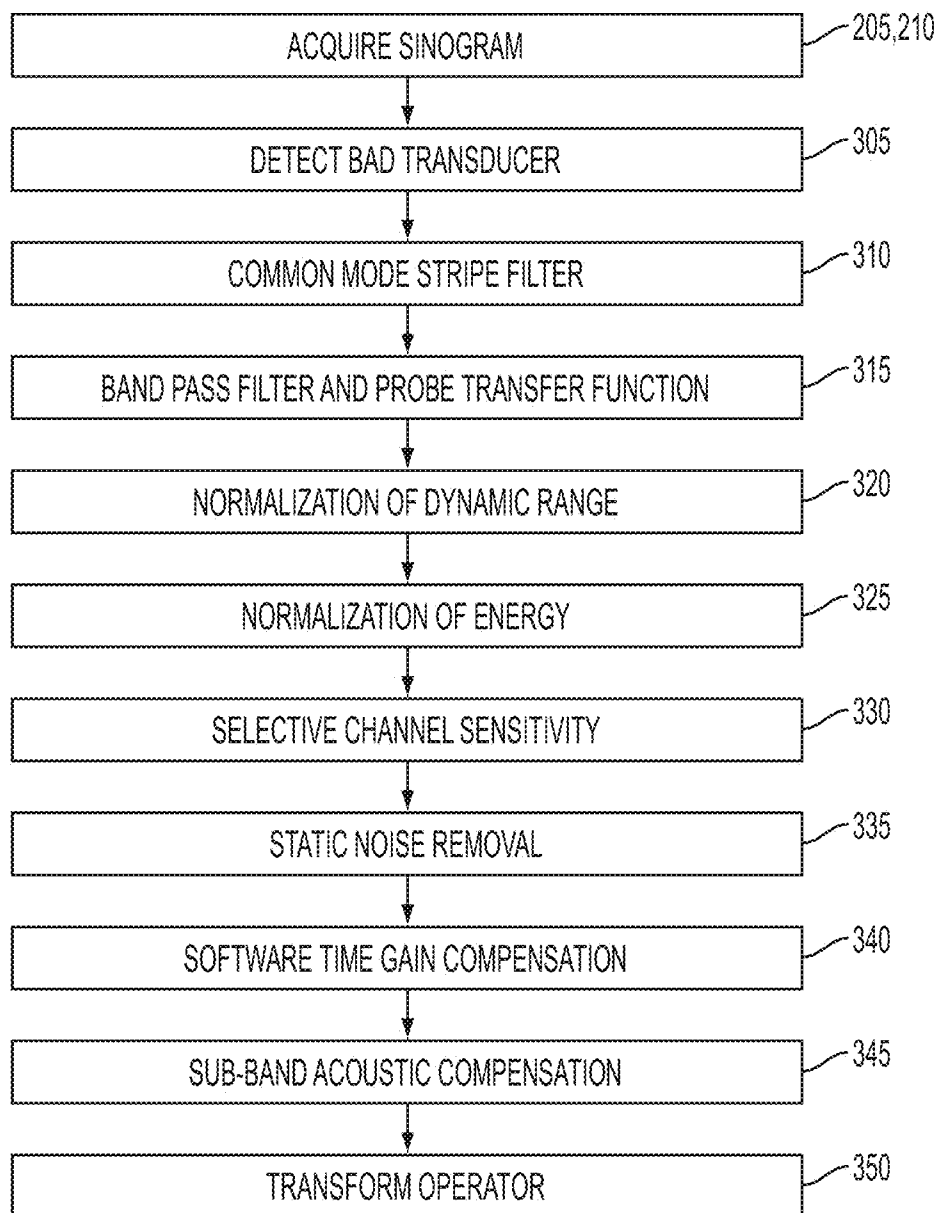 ACQUIRE SINOGRAM 205,210
DETECT BAD TRANSDUCER 305
COMMON MODE STRIPE FILTER 310
BAND PASS FILTER AND PROBE TRANSFER FUNCTION 315
NORMALIZATION OF DYNAMIC RANGE 320
NORMALIZATION OF ENERGY 325
SELECTIVE CHANNEL SENSITIVITY 330
STATIC NOISE REMOVAL 335
SOFTWARE TIME GAIN COMPENSATION 340
SUB-BAND ACOUSTIC COMPENSATION 345
TRANSFORM OPERATOR 350